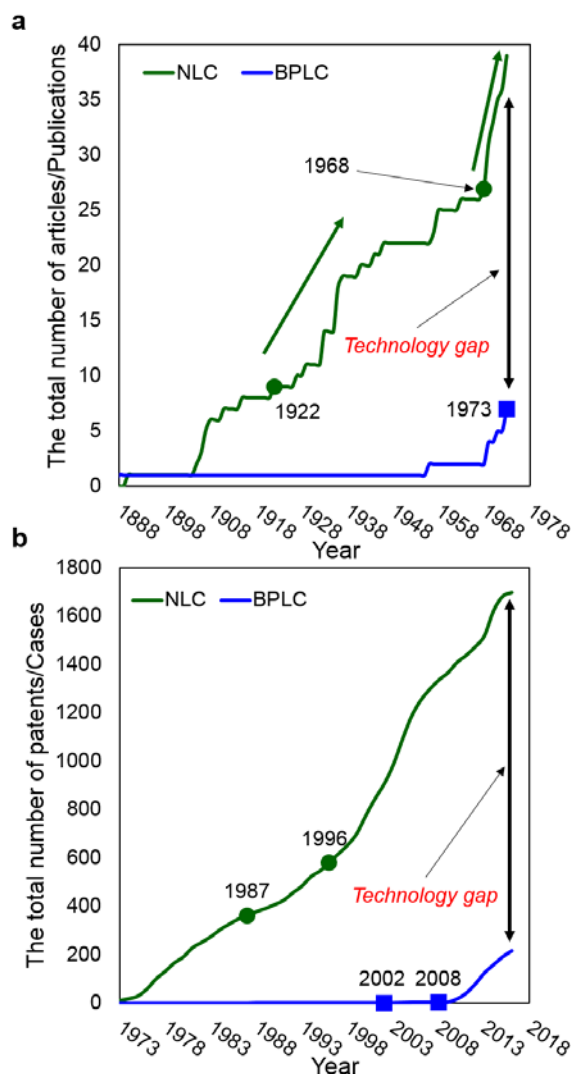 a
The total number of articles/Publications
40
35
30
25
20
15
10
5
0
NLC BPLC
1968
Technology gap
1922
1973
1888 1898 1908 1918 1928 1938 1948 1958 1968 1978
Year
b
The total number of patents/Cases
1800
1600
1400
1200
1000
800
600
400
200
0
NLC BPLC
1996
1987
Technology gap
2002 2008
1973 1978 1983 1988 1993 1998 2003 2008 2013 2018
Year